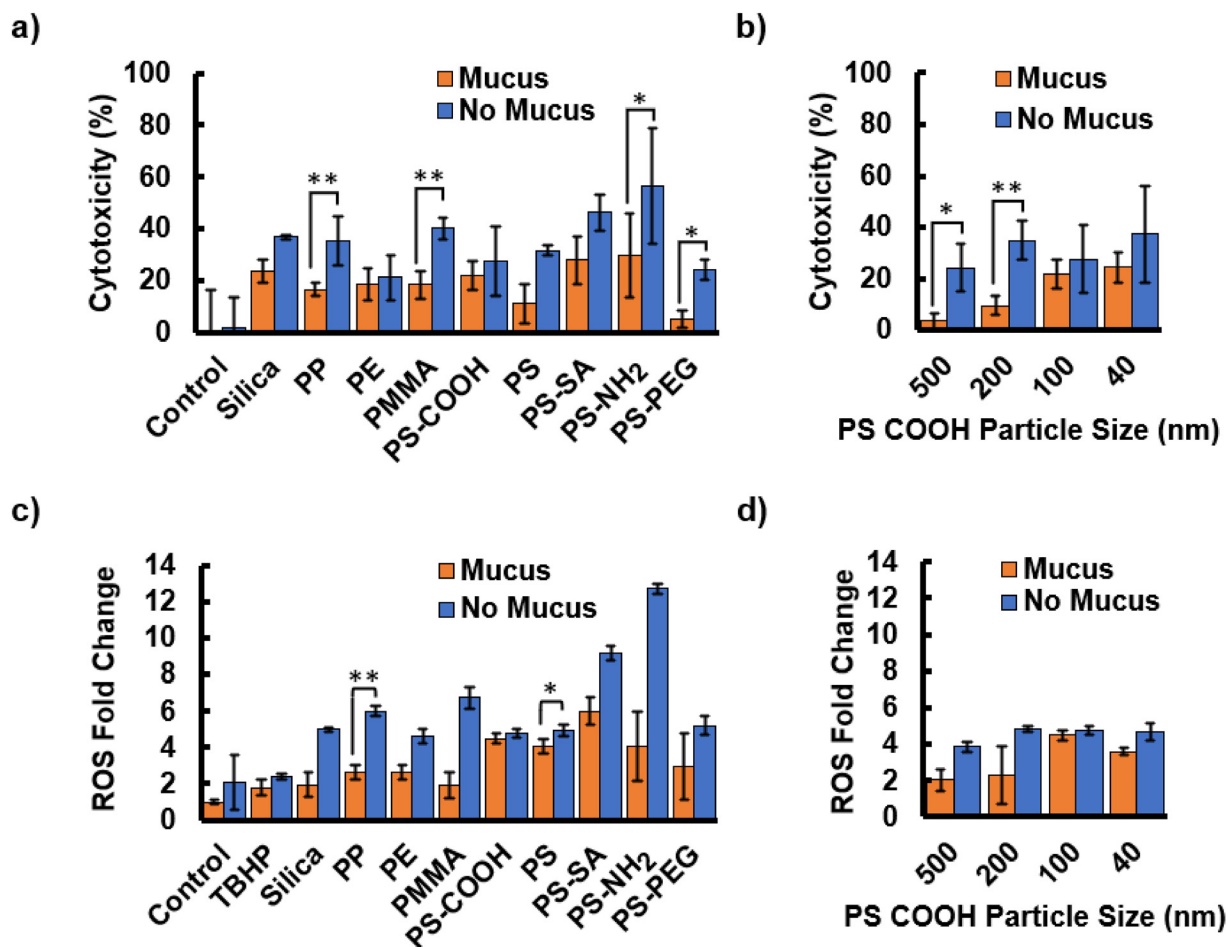 a)
Cytotoxicity (%)
100
80
60
40
20
0
Mucus
No Mucus
**
**
*
*
Control
Silica
PP
PE
PMMA
PS-COOH
PS
PS-SA
PS-NH2
PS-PEG
b)
Cytotoxicity (%)
100
80
60
40
20
0
Mucus
No Mucus
*
**
500
200
100
40
PS COOH Particle Size (nm)
c)
ROS Fold Change
14
12
10
8
6
4
2
0
Mucus
No Mucus
**
*
Control
TBHP
Silica
PP
PE
PMMA
PS-COOH
PS
PS-SA
PS-NH2
PS-PEG
d)
ROS Fold Change
14
12
10
8
6
4
2
0
Mucus
No Mucus
500
200
100
40
PS COOH Particle Size (nm)